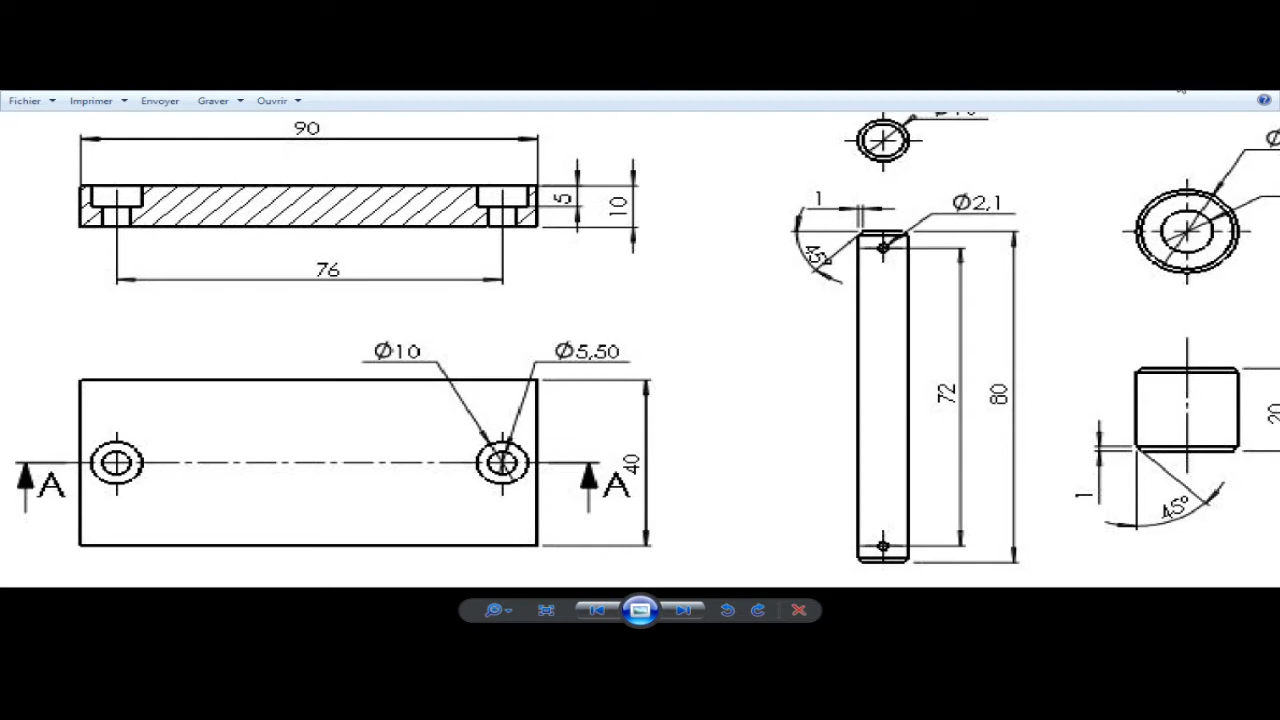 Fichier Imprimer Envoyer Graver Ouvrir
90
5
10
76
Ø10
Ø5,50
40
A
A
1
Ø2,1
45°
72
80
20
1
45°